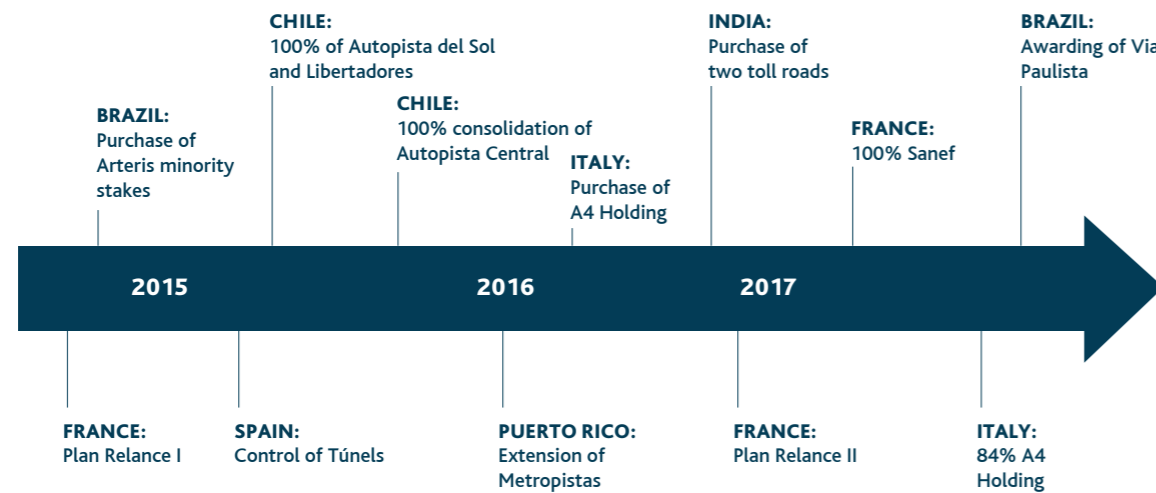 CHILE:
100% of Autopista del Sol
and Libertadores
INDIA:
Purchase of
two toll roads
BRAZIL:
Awarding of Via
Paulista
BRAZIL:
Purchase of
Arteris minority
stakes
CHILE:
100% consolidation of
Autopista Central
ITALY:
Purchase of
A4 Holding
FRANCE:
100% Sanef
2015
2016
2017
FRANCE:
Plan Relance I
SPAIN:
Control of Túnels
PUERTO RICO:
Extension of
Metropistas
FRANCE:
Plan Relance II
ITALY:
84% A4
Holding